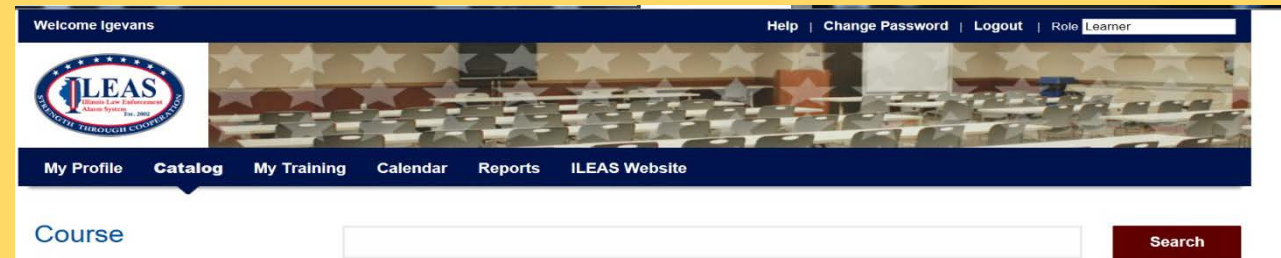 Welcome lgevans
Help | Change Password | Logout | Role Learner
ILEAS
Illinois Law Enforcement
Alarm System
Est. 2002
STRENGTH THROUGH COOPERATION
My Profile Catalog My Training Calendar Reports ILEAS Website
Course
Search